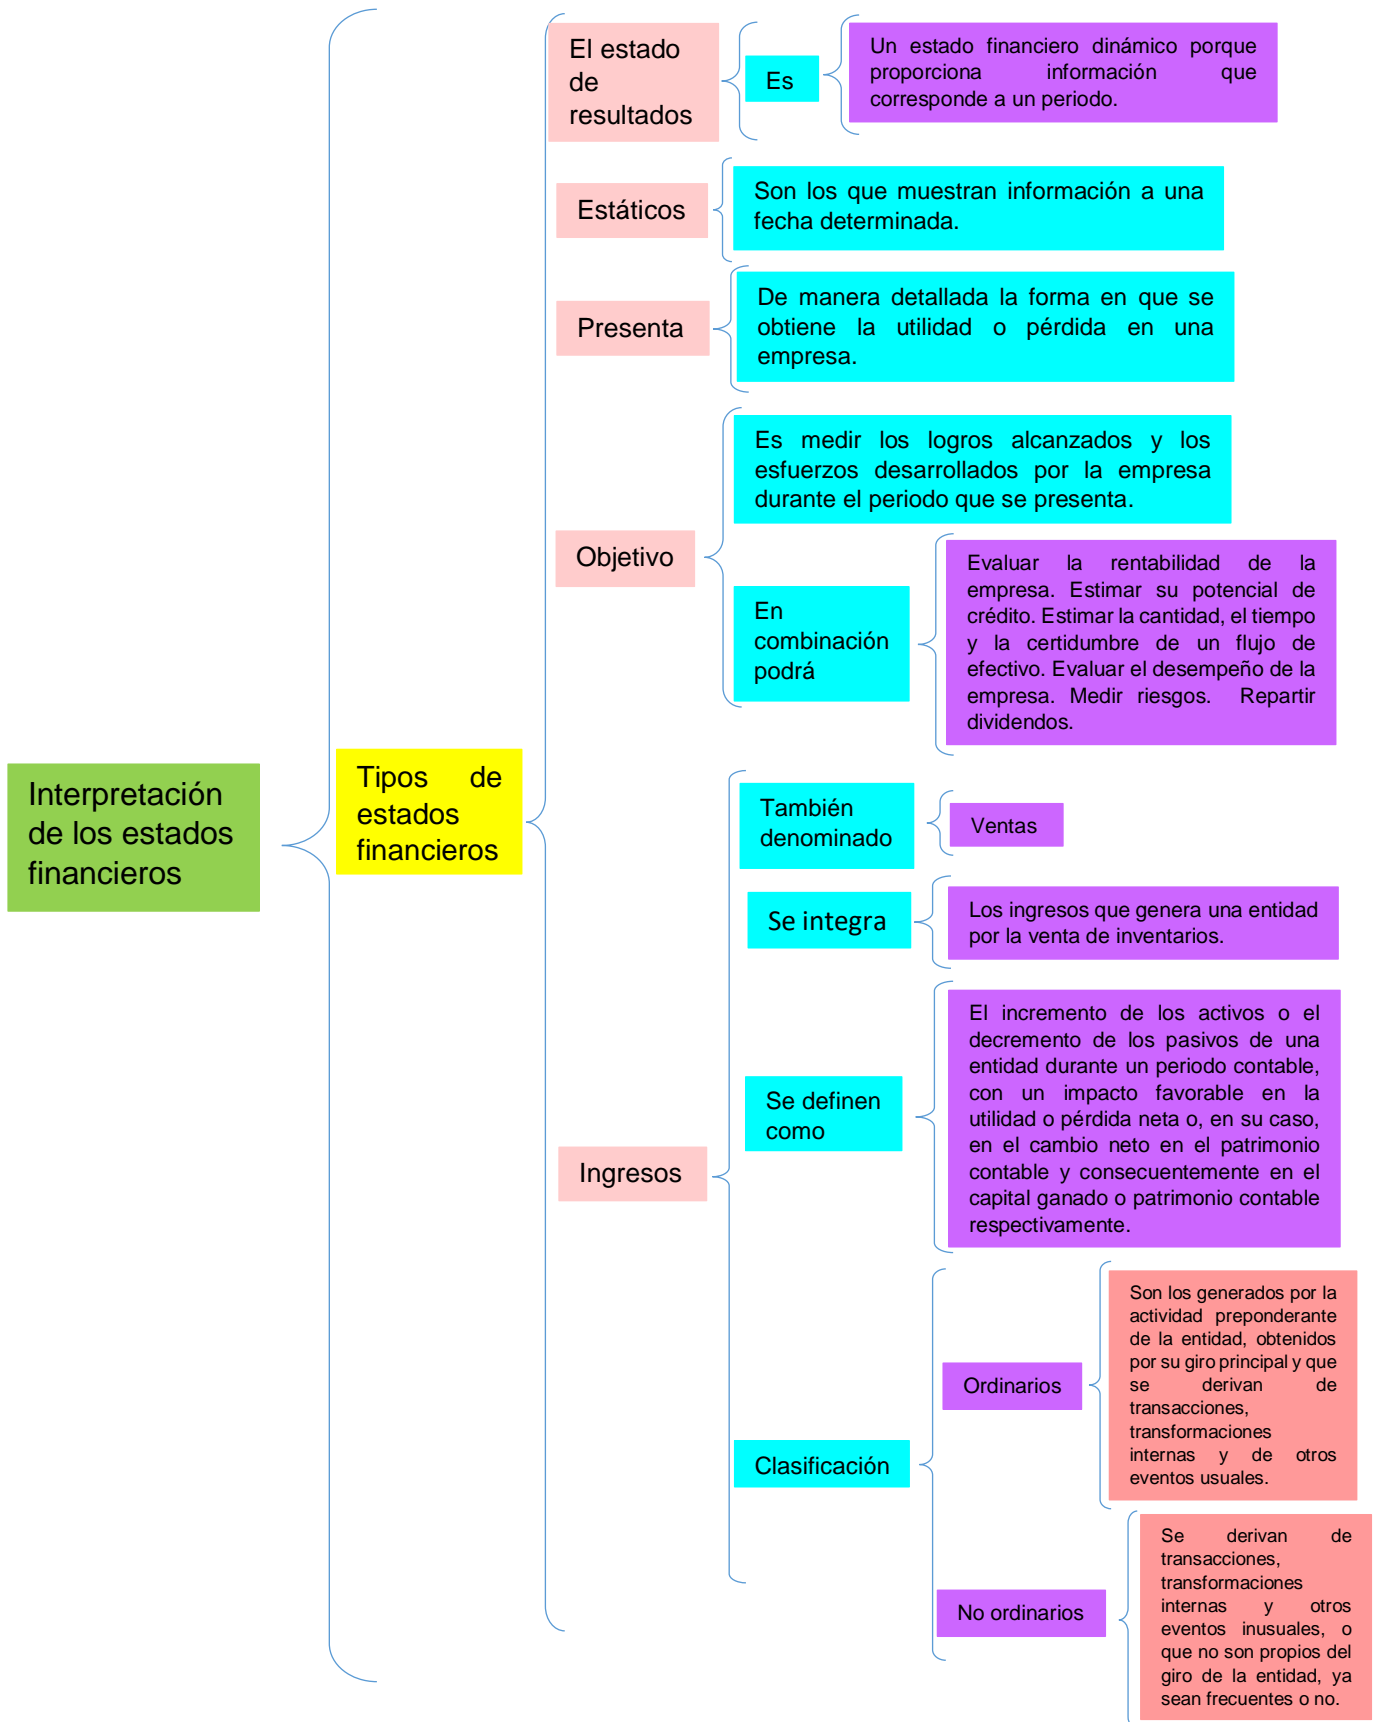 El estado
de
resultados
Es
Un estado financiero dinámico porque
proporciona información que
corresponde a un periodo.
Estáticos
Son los que muestran información a una
fecha determinada.
Presenta
De manera detallada la forma en que se
obtiene la utilidad o pérdida en una
empresa.
Objetivo
Es medir los logros alcanzados y los
esfuerzos desarrollados por la empresa
durante el periodo que se presenta.
En
combinación
podrá
Evaluar la rentabilidad de la
empresa. Estimar su potencial de
crédito. Estimar la cantidad, el tiempo
y la certidumbre de un flujo de
efectivo. Evaluar el desempeño de la
empresa. Medir riesgos. Repartir
dividendos.
Interpretación
de los estados
financieros
Tipos de
estados
financieros
Ingresos
También
denominado
Ventas
Se integra
Los ingresos que genera una entidad
por la venta de inventarios.
Se definen
como
El incremento de los activos o el
decremento de los pasivos de una
entidad durante un periodo contable,
con un impacto favorable en la
utilidad o pérdida neta o, en su caso,
en el cambio neto en el patrimonio
contable y consecuentemente en el
capital ganado o patrimonio contable
respectivamente.
Clasificación
Ordinarios
Son los generados por la
actividad preponderante
de la entidad, obtenidos
por su giro principal y que
se derivan de
transacciones,
transformaciones
internas y de otros
eventos usuales.
No ordinarios
Se derivan de
transacciones,
transformaciones
internas y otros
eventos inusuales, o
que no son propios del
giro de la entidad, ya
sean frecuentes o no.